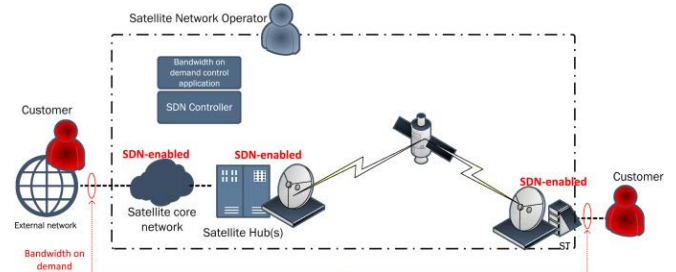 Satellite Network Operator
Bandwidth on
demand control
application
SDN Controller
Customer
SDN-enabled
SDN-enabled
SDN-enabled
Customer
External network
Satellite core
network
Satellite Hub(s)
ST
Bandwidth on
demand